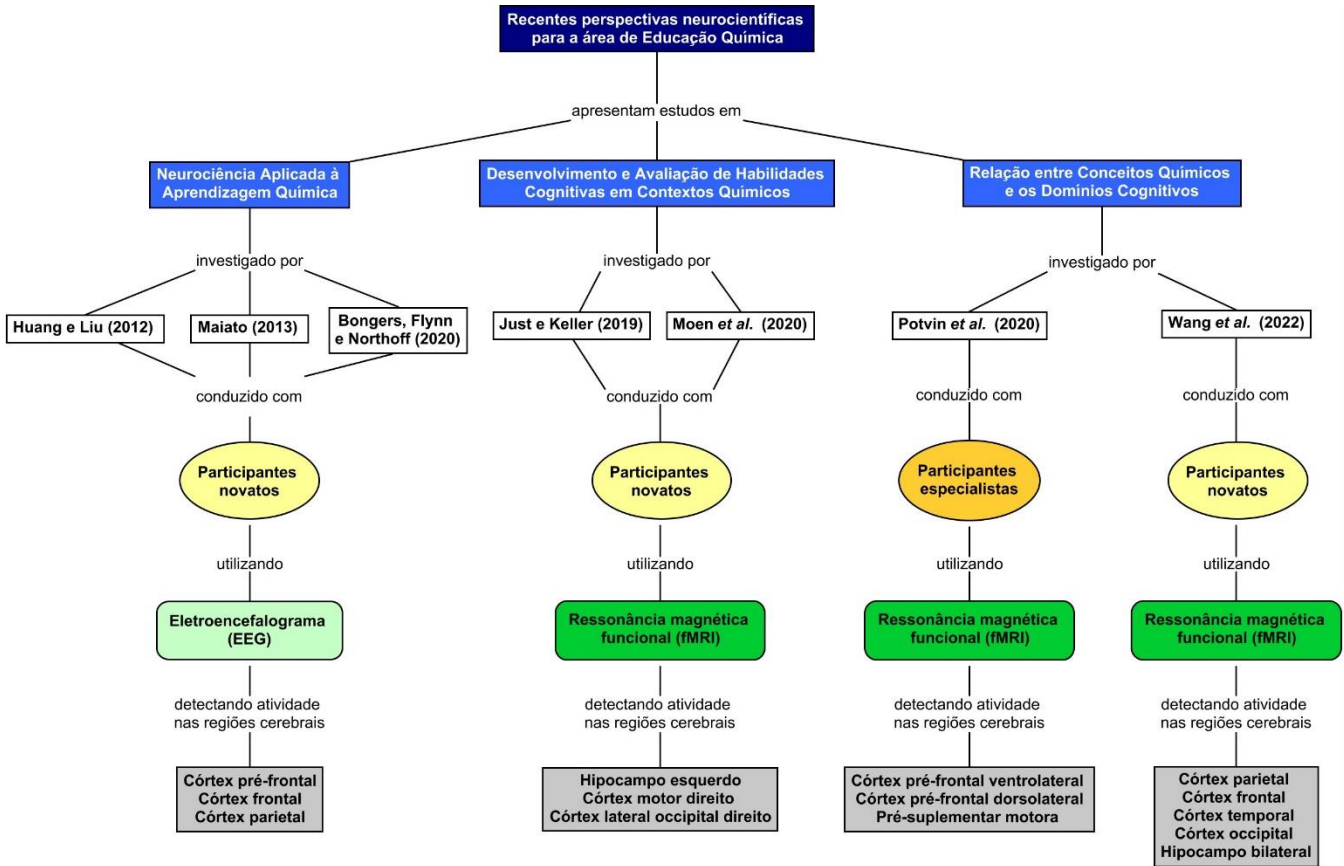 Recentes perspectivas neurocientíficas
para a área de Educação Química
apresentam estudos em
Neurociência Aplicada à
Aprendizagem Química
Desenvolvimento e Avaliação de Habilidades
Cognitivas em Contextos Químicos
Relação entre Conceitos Químicos
e os Domínios Cognitivos
investigado por
investigado por
investigado por
Huang e Liu (2012)
Maiato (2013)
Bongers, Flynn
e Northoff (2020)
Just e Keller (2019)
Moen et al. (2020)
Potvin et al. (2020)
Wang et al. (2022)
conduzido com
conduzido com
conduzido com
conduzido com
Participantes
novatos
Participantes
novatos
Participantes
especialistas
Participantes
novatos
utilizando
utilizando
utilizando
utilizando
Eletroencefalograma
(EEG)
Ressonância magnética
funcional (fMRI)
Ressonância magnética
funcional (fMRI)
Ressonância magnética
funcional (fMRI)
detectando atividade
nas regiões cerebrais
detectando atividade
nas regiões cerebrais
detectando atividade
nas regiões cerebrais
detectando atividade
nas regiões cerebrais
Córtex pré-frontal
Córtex frontal
Córtex parietal
Hipocampo esquerdo
Córtex motor direito
Córtex lateral occipital direito
Córtex pré-frontal ventrolateral
Córtex pré-frontal dorsolateral
Pré-suplementar motora
Córtex parietal
Córtex frontal
Córtex temporal
Córtex occipital
Hipocampo bilateral